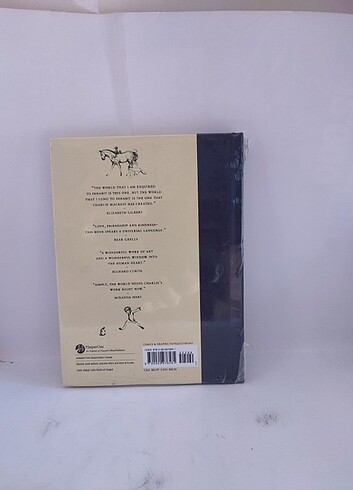 "THE WORLD THAT I AM REQUIRED
TO INHABIT IS THIS ONE, BUT THE WORLD
THAT I LONG TO INHABIT IS THE ONE THAT
CHARLIE MACKESY HAS CREATED."
ELIZABETH GILBERT
"LOVE, FRIENDSHIP AND KINDNESS—
THIS BOOK SPEAKS A UNIVERSAL LANGUAGE."
BEAR GRYLLS
"A WONDERFUL WORK OF ART
AND A WONDERFUL WINDOW INTO
THE HUMAN HEART."
RICHARD CURTIS
"SIMPLY, THE WORLD NEEDS CHARLIE'S
WORK RIGHT NOW."
MIRANDA HART
HarperOne